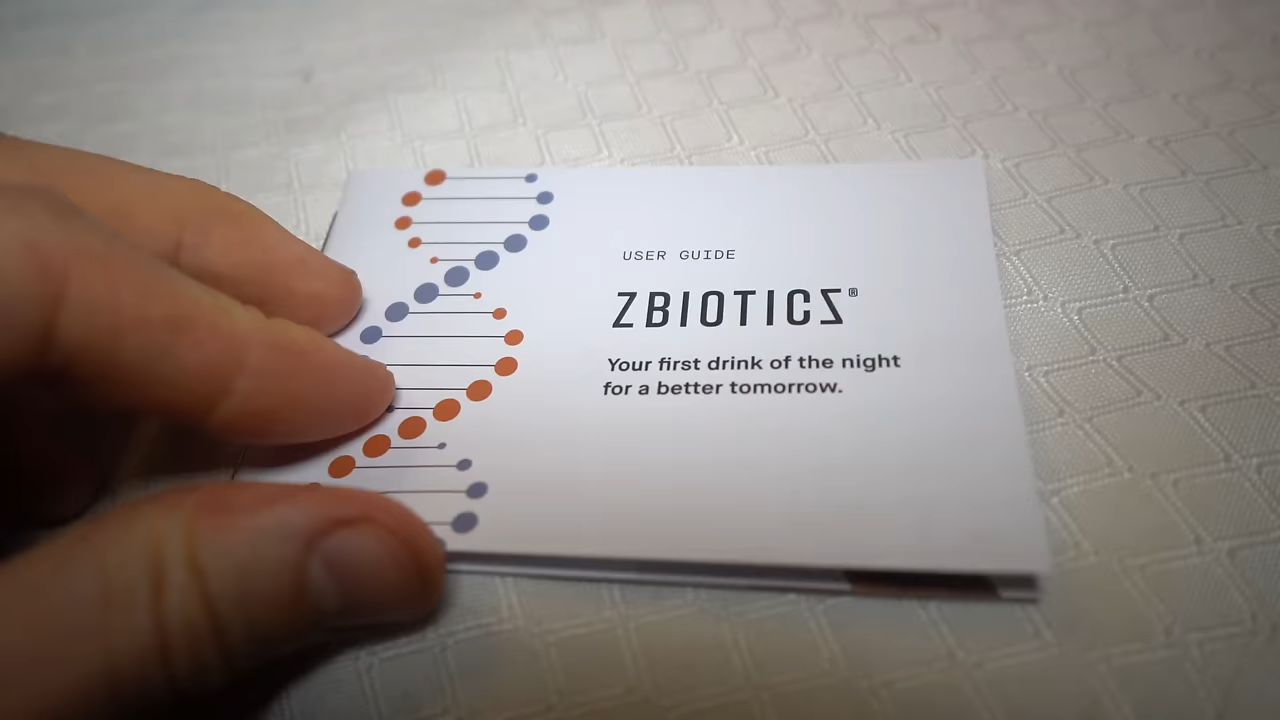 USER GUIDE
ZBIOTICS®
Your first drink of the night
for a better tomorrow.